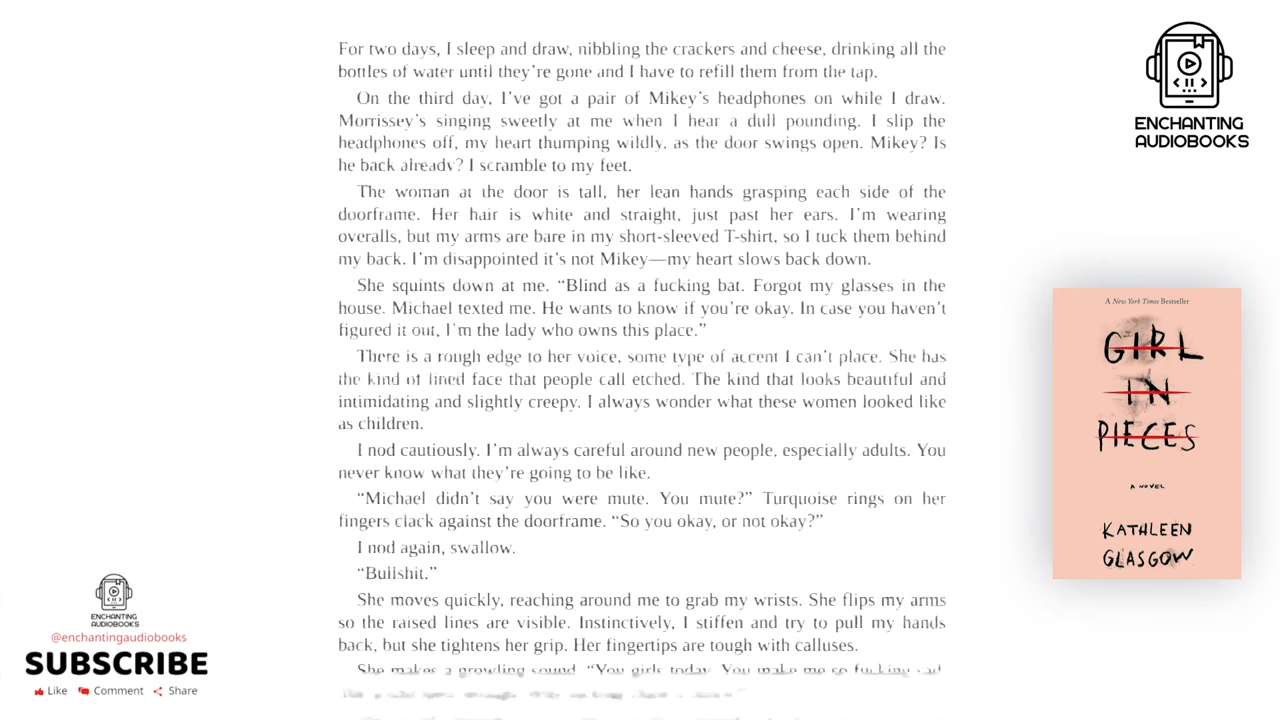 For two days, I sleep and draw, nibbling the crackers and cheese, drinking all the
bottles of water until they're gone and I have to refill them from the tap.
On the third day, I've got a pair of Mikey's headphones on while I draw.
Morrissey's singing sweetly at me when I hear a dull pounding. I slip the
headphones off, my heart thumping wildly, as the door swings open. Mikey? Is
he back already? I scramble to my feet.
The woman at the door is tall, her lean hands grasping each side of the
doorframe. Her hair is white and straight, just past her ears. I'm wearing
overalls, but my arms are bare in my short-sleeved T-shirt, so I tuck them behind
my back. I'm disappointed it's not Mikey—my heart slows back down.
She squints down at me. “Blind as a fucking bat. Forgot my glasses in the
house. Michael texted me. He wants to know if you're okay. In case you haven't
figured it out, I'm the lady who owns this place.”
There is a rough edge to her voice, some type of accent I can't place. She has
the kind of lined face that people call etched. The kind that looks beautiful and
intimidating and slightly creepy. I always wonder what these women looked like
as children.
I nod cautiously. I'm always careful around new people, especially adults. You
never know what they're going to be like.
“Michael didn't say you were mute. You mute?” Turquoise rings on her
fingers clack against the doorframe. “So you okay, or not okay?”
I nod again, swallow.
“Bullshit.”
She moves quickly, reaching around me to grab my wrists. She flips my arms
so the raised lines are visible. Instinctively, I stiffen and try to pull my hands
back, but she tightens her grip. Her fingertips are tough with calluses.
She makes a growling sound. “You girls today. You make me so fucking sad.
ENCHANTING
AUDIOBOOKS
A New York Times Bestseller
GIRL
IN
PIECES
A NOVEL
KATHLEEN
GLASGOW
ENCHANTING
AUDIOBOOKS
@enchantingaudiobooks
SUBSCRIBE
Like Comment Share